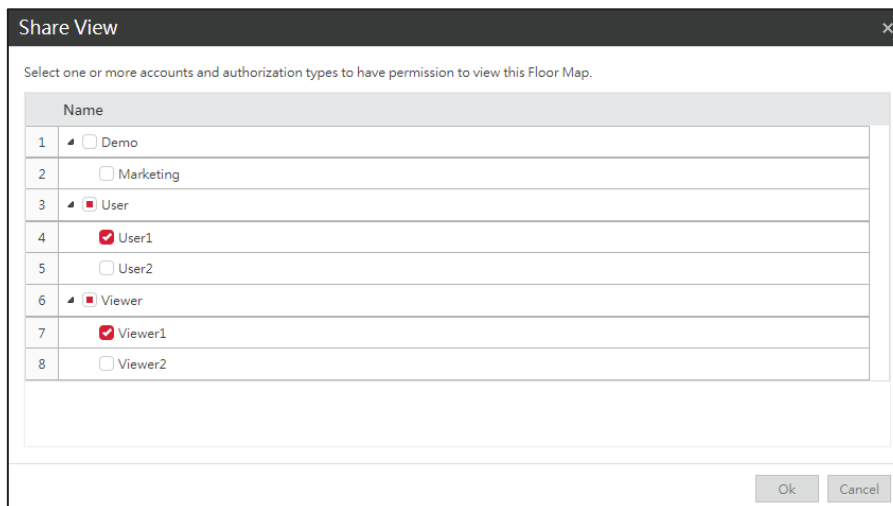 Share View
Select one or more accounts and authorization types to have permission to view this Floor Map.
Name
1 Demo
2 Marketing
3 User
4 User1
5 User2
6 Viewer
7 Viewer1
8 Viewer2
Ok Cancel